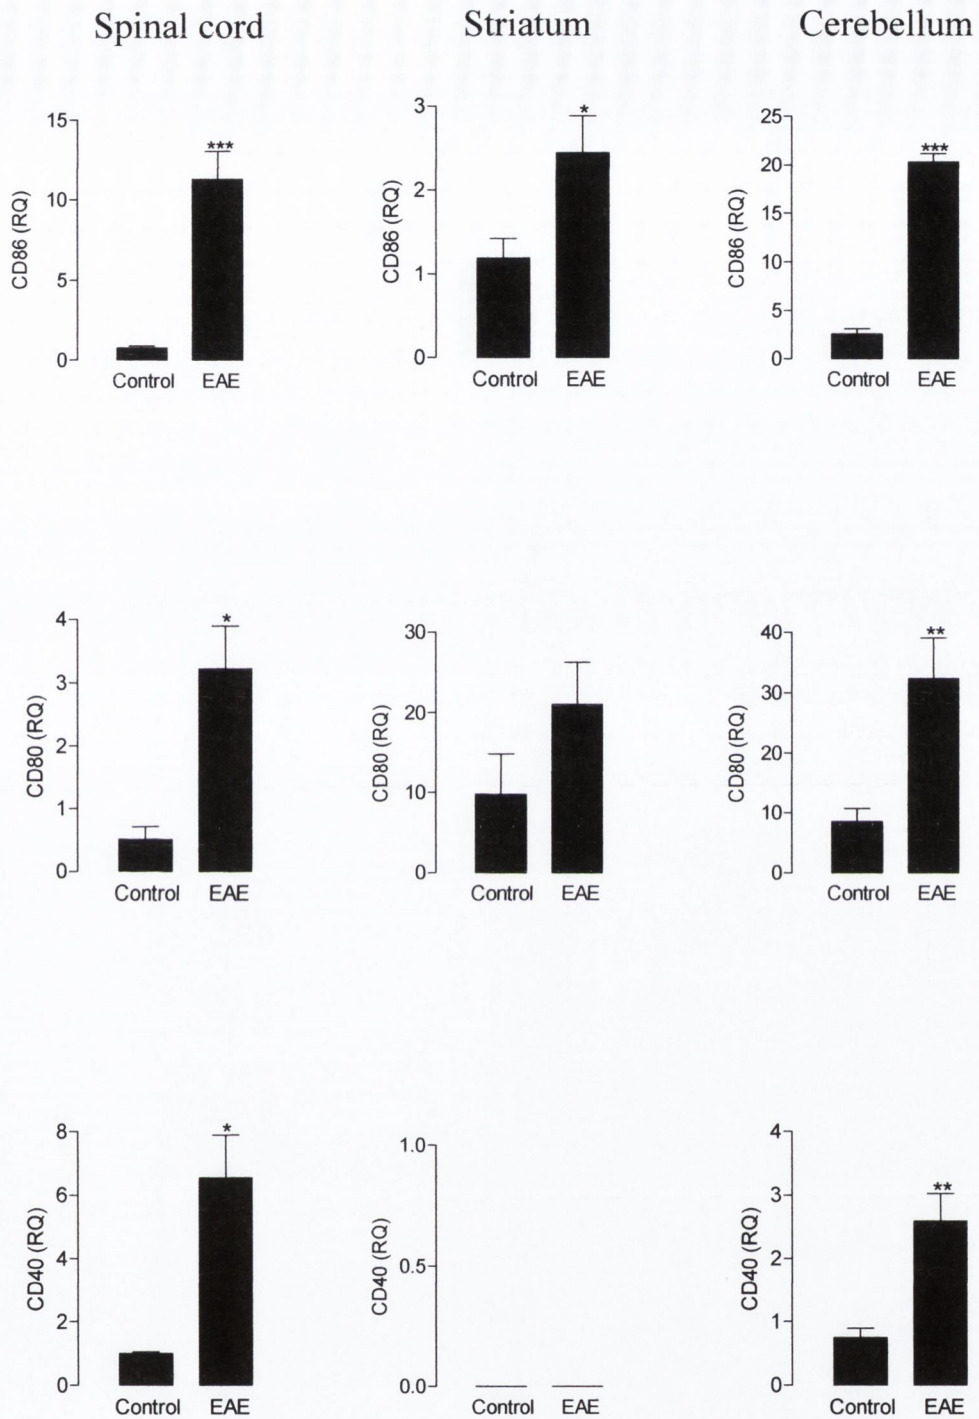 Spinal cord
Striatum
Cerebellum
15
10
5
0
CD86 (RQ)
***
Control
EAE
3
2
1
0
CD86 (RQ)
*
Control
EAE
25
20
15
10
5
0
CD86 (RQ)
***
Control
EAE
4
3
2
1
0
CD80 (RQ)
*
Control
EAE
30
20
10
0
CD80 (RQ)
Control
EAE
40
30
20
10
0
CD80 (RQ)
**
Control
EAE
8
6
4
2
0
CD40 (RQ)
*
Control
EAE
1.0
0.5
0.0
CD40 (RQ)
Control
EAE
4
3
2
1
0
CD40 (RQ)
**
Control
EAE